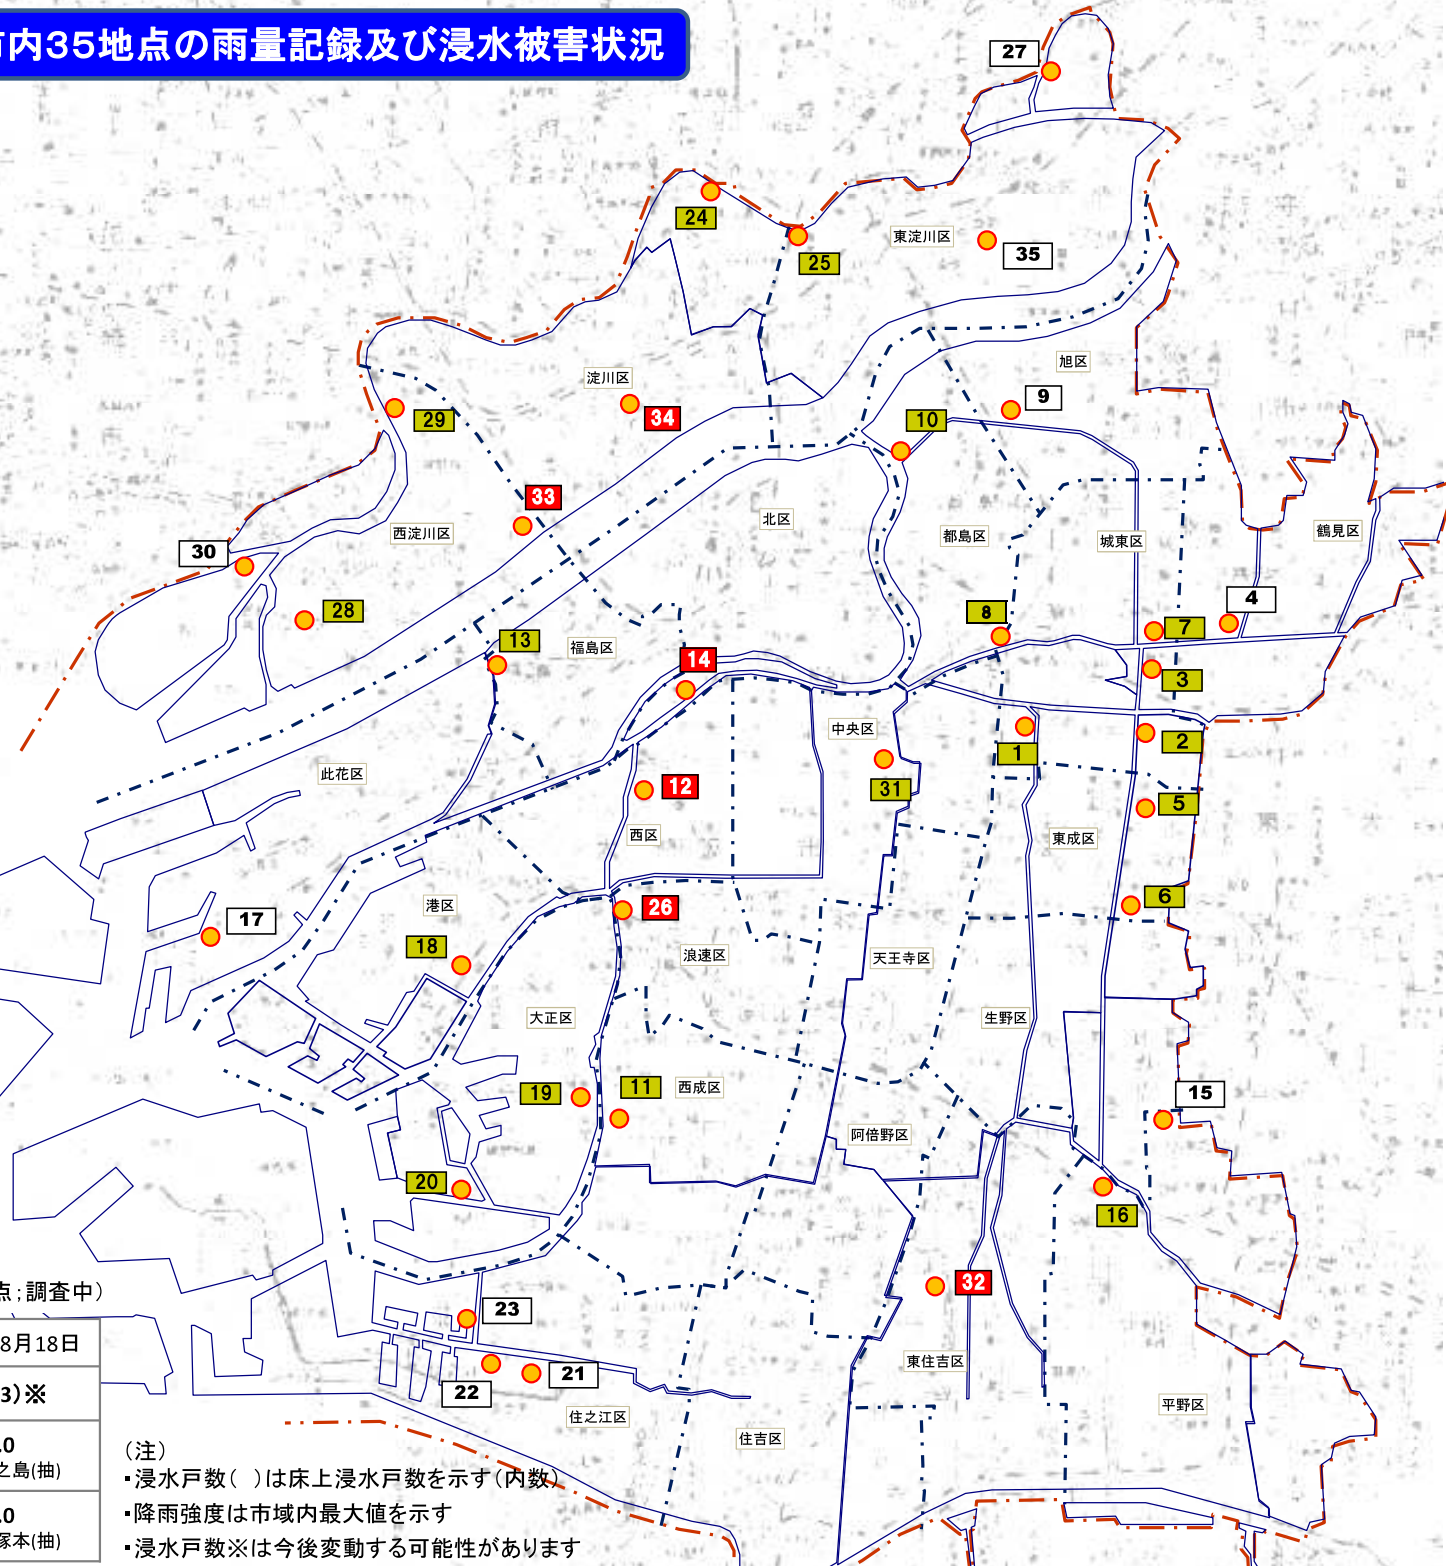 市内35地点の雨量記録及び浸水被害状況
27
24
25
東淀川区
35
旭区
淀川区
34
29
9
10
33
北区
西淀川区
都島区
城東区
鶴見区
30
28
8
4
7
13
福島区
14
3
中央区
1
2
此花区
12
31
5
西区
東成区
6
港区
26
17
18
浪速区
天王寺区
大正区
生野区
19
11
西成区
15
阿倍野区
20
16
32
23
東住吉区
22
21
住之江区
平野区
住吉区
点;調査中)
8月18日
3)※
.0
之島(抽)
.0
塚本(抽)
(注)
・浸水戸数( )は床上浸水戸数を示す(内数)
・降雨強度は市域内最大値を示す
・浸水戸数※は今後変動する可能性があります